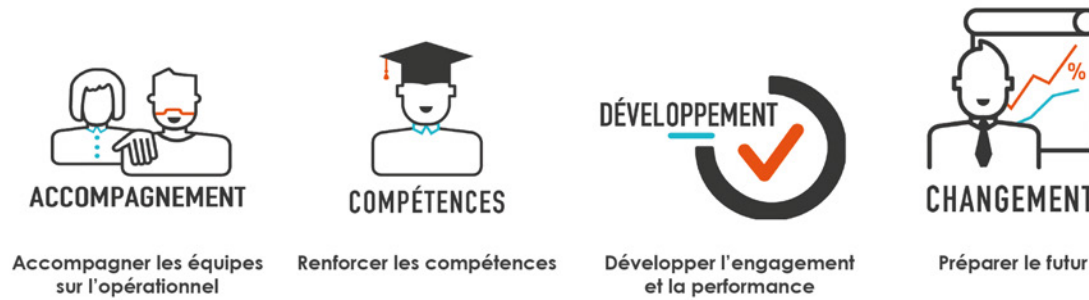 ACCOMPAGNEMENT
Accompagner les équipes
sur l'opérationnel
COMPÉTENCES
Renforcer les compétences
DÉVELOPPEMENT
Développer l'engagement
et la performance
%
CHANGEMENT
Préparer le futur